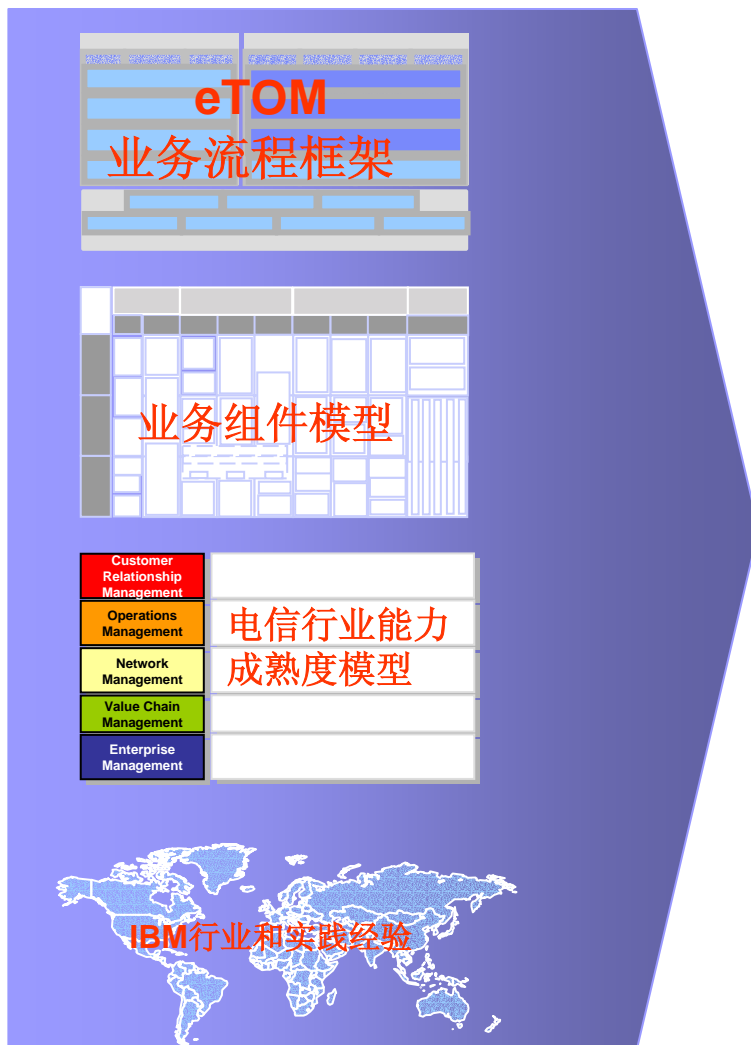 eTOM
业务流程框架
业务组件模型
Customer
Relationship
Management
Operations
Management
电信行业能力
Network
Management
成熟度模型
Value Chain
Management
Enterprise
Management
IBM行业和实践经验